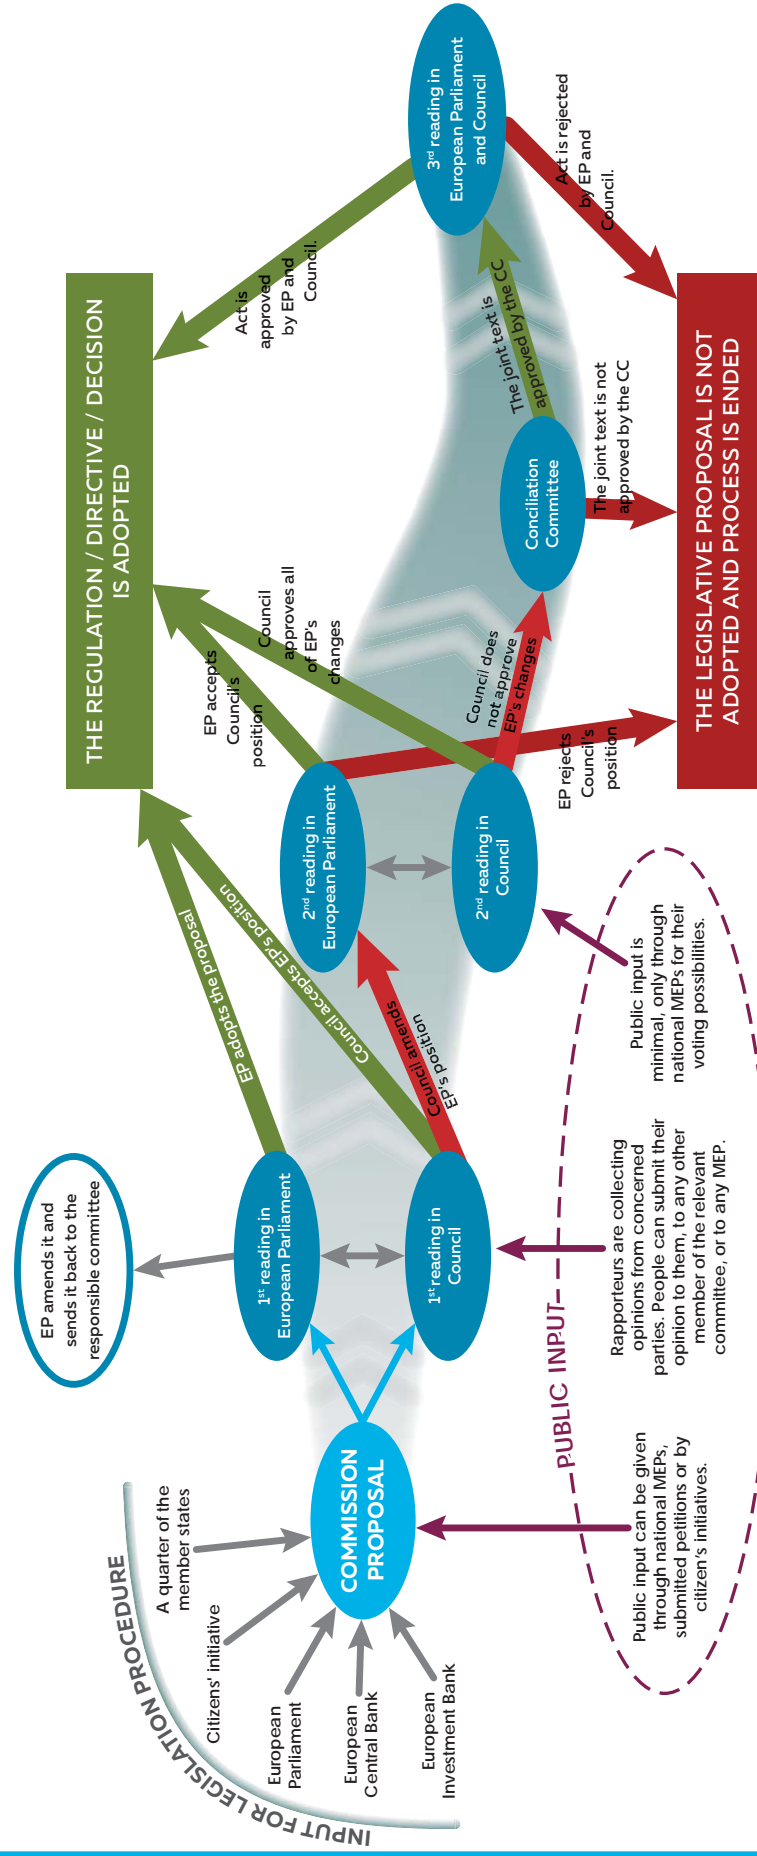 INPUT FOR LEGISLATION PROCEDURE
A quarter of the
member states
Citizens' initiative
European
Parliament
European
Central Bank
European
Investment Bank
COMMISSION
PROPOSAL
EP amends it and
sends it back to the
responsible committee
1st reading in
European Parliament
1st reading in
Council
EP adopts the proposal
Council accepts EP's position
Council amends
EP's position
2nd reading in
European Parliament
2nd reading in
Council
EP accepts
Council's
position
Council
approves all
of EP's
changes
Council does
not approve
EP's changes
EP rejects
Council's
position
Conciliation
Committee
The joint text is
approved by the CC
The joint text is not
approved by the CC
3rd reading in
European Parliament
and Council
Act is
approved
by EP and
Council.
Act is rejected
by EP and
Council.
THE REGULATION / DIRECTIVE / DECISION
IS ADOPTED
THE LEGISLATIVE PROPOSAL IS NOT
ADOPTED AND PROCESS IS ENDED
PUBLIC INPUT
Public input can be given
through national MEPs,
submitted petitions or by
citizen's initiatives.
Rapporteurs are collecting
opinions from concerned
parties. People can submit their
opinion to them, to any other
member of the relevant
committee, or to any MEP.
Public input is
minimal, only through
national MEPs for their
voting possibilities.